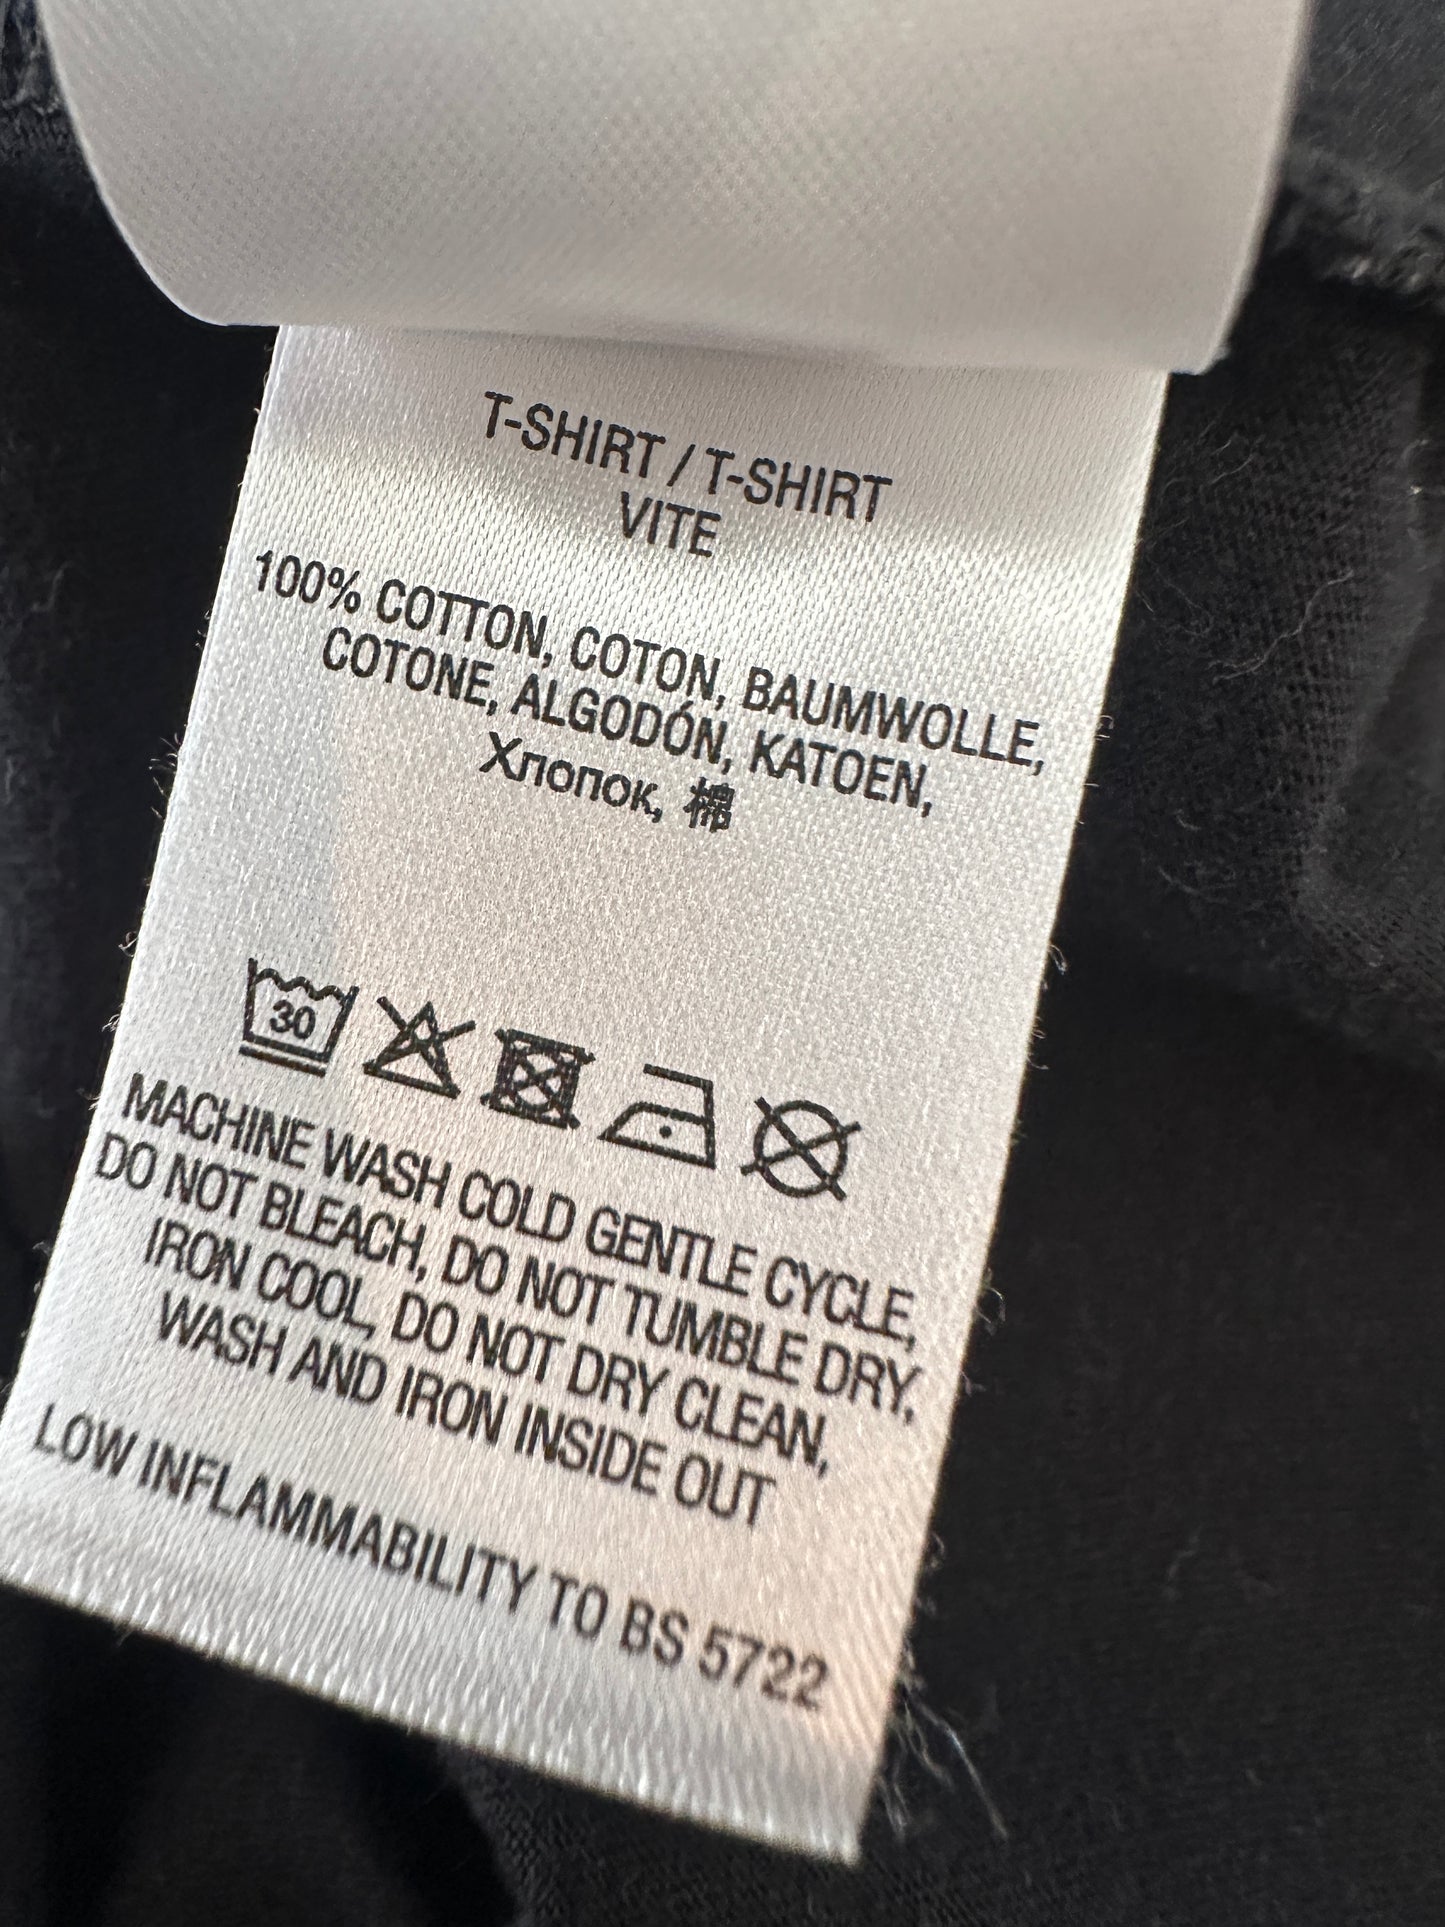 T-SHIRT / T-SHIRT
VITE
100% COTTON, COTON, BAUMWOLLE,
COTONE, ALGODÓN, KATOEN,
Хлопок, 棉
30
MACHINE WASH COLD GENTLE CYCLE,
DO NOT BLEACH, DO NOT TUMBLE DRY,
IRON COOL, DO NOT DRY CLEAN,
WASH AND IRON INSIDE OUT
LOW INFLAMMABILITY TO BS 5722